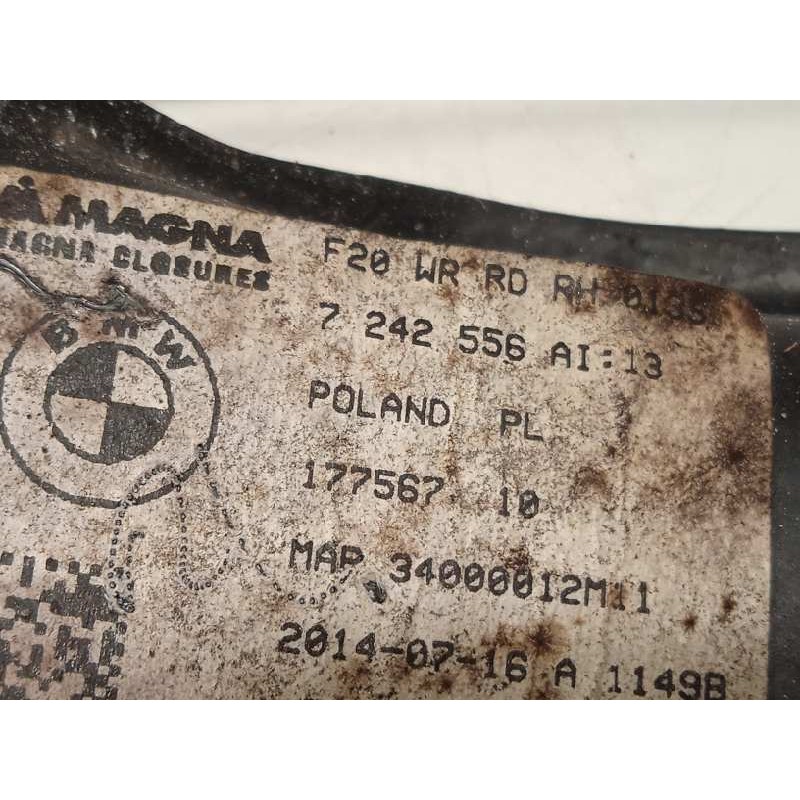 MAGNA
MAGNA CLOSURES
BMW
F20 WR RD RH 0135
7 242 556 AI:13
POLAND PL
177567 10
MAP 34000012M11
2014-07-16 A 1149B